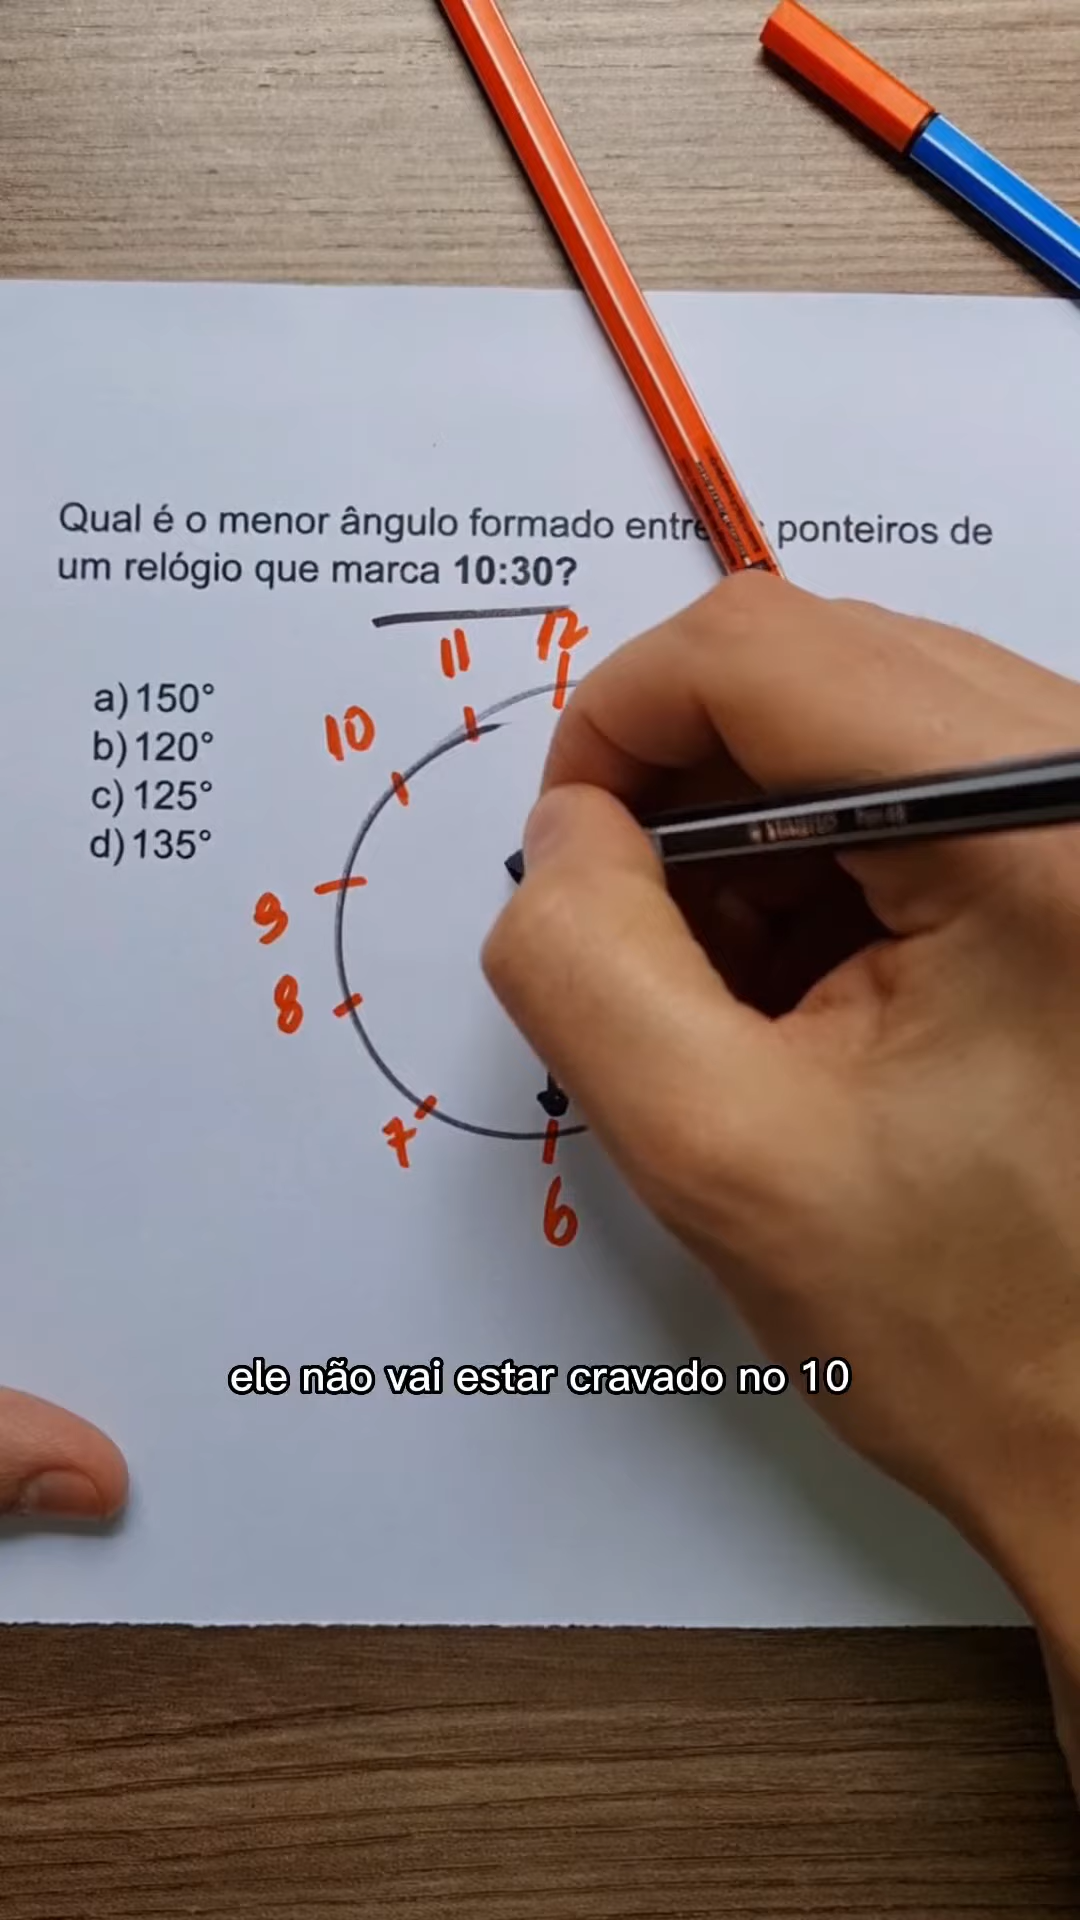 Qual é o menor ângulo formado entre ponteiros de
um relógio que marca 10:30?
a) 150°
b) 120°
c) 125°
d) 135°
12
11
10
9
8
7
6
ele não vai estar cravado no 10